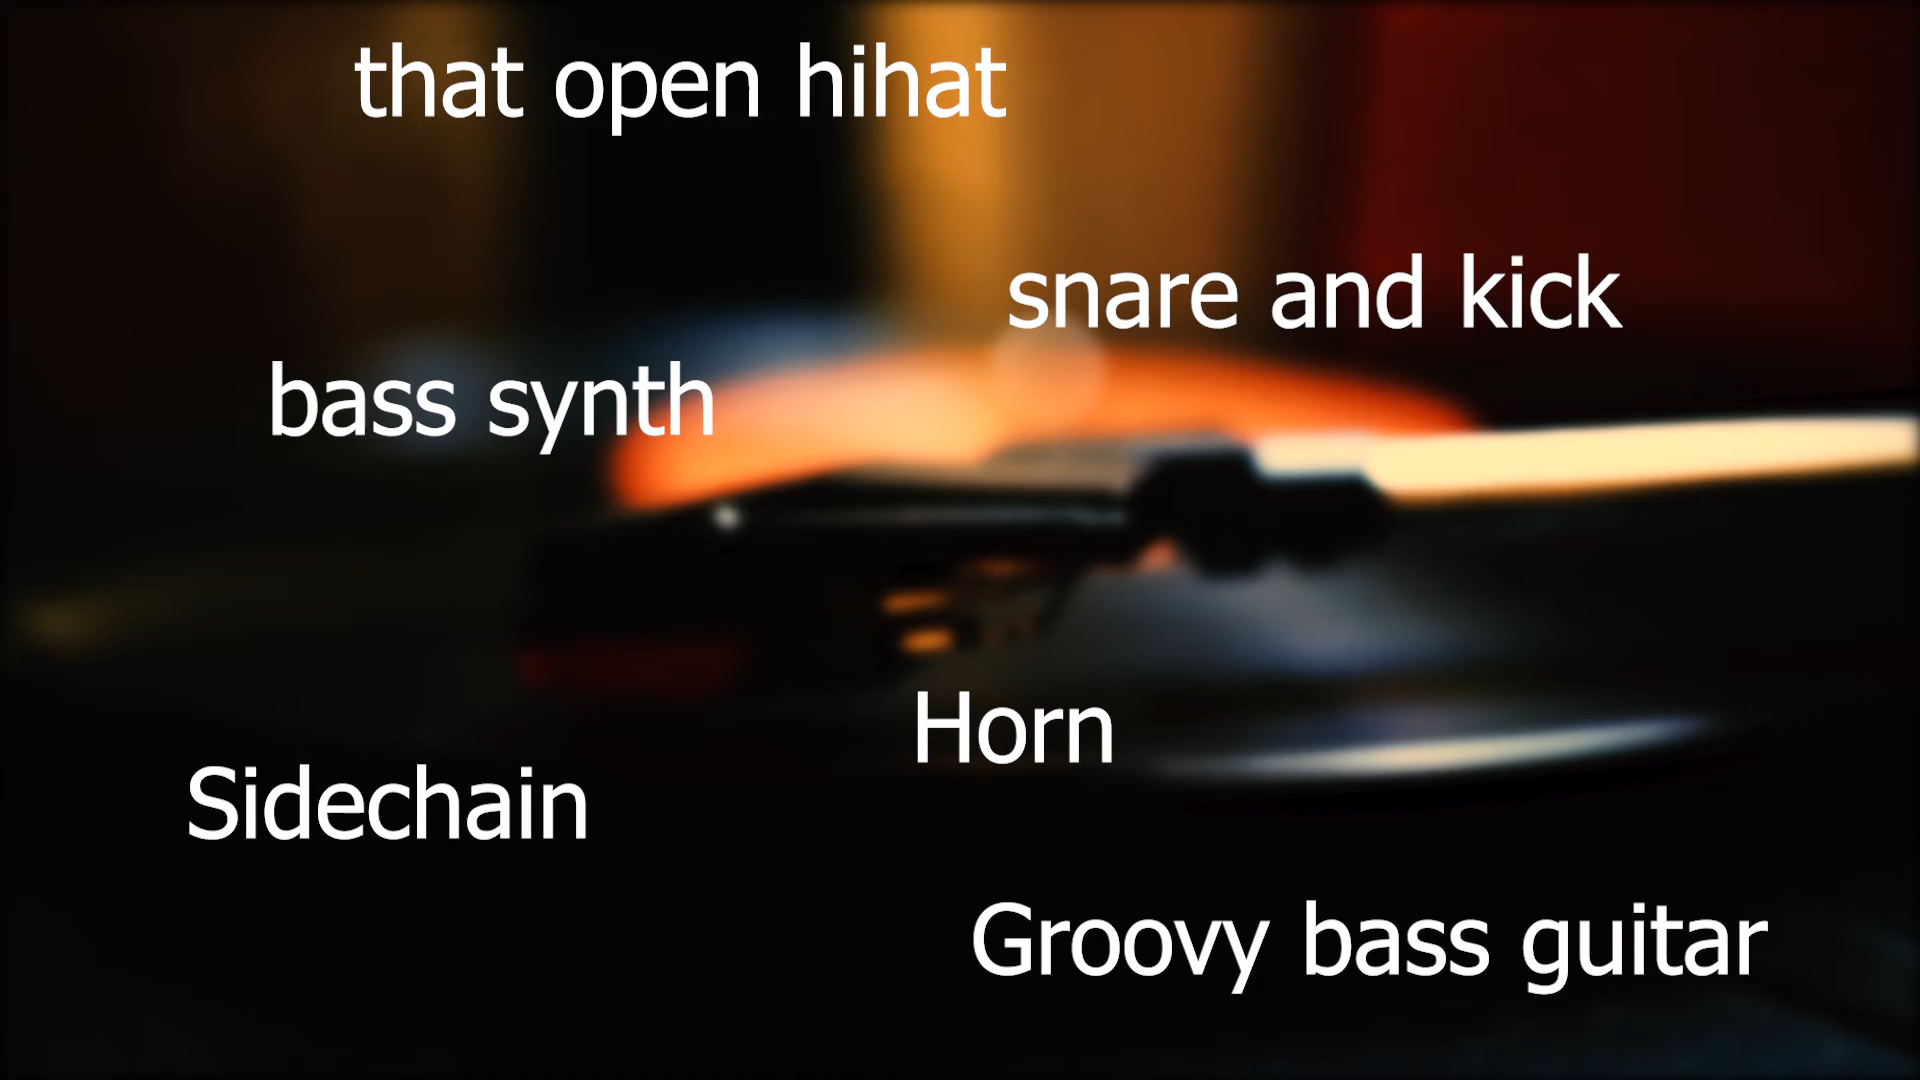 that open hihat
snare and kick
bass synth
Horn
Sidechain
Groovy bass guitar